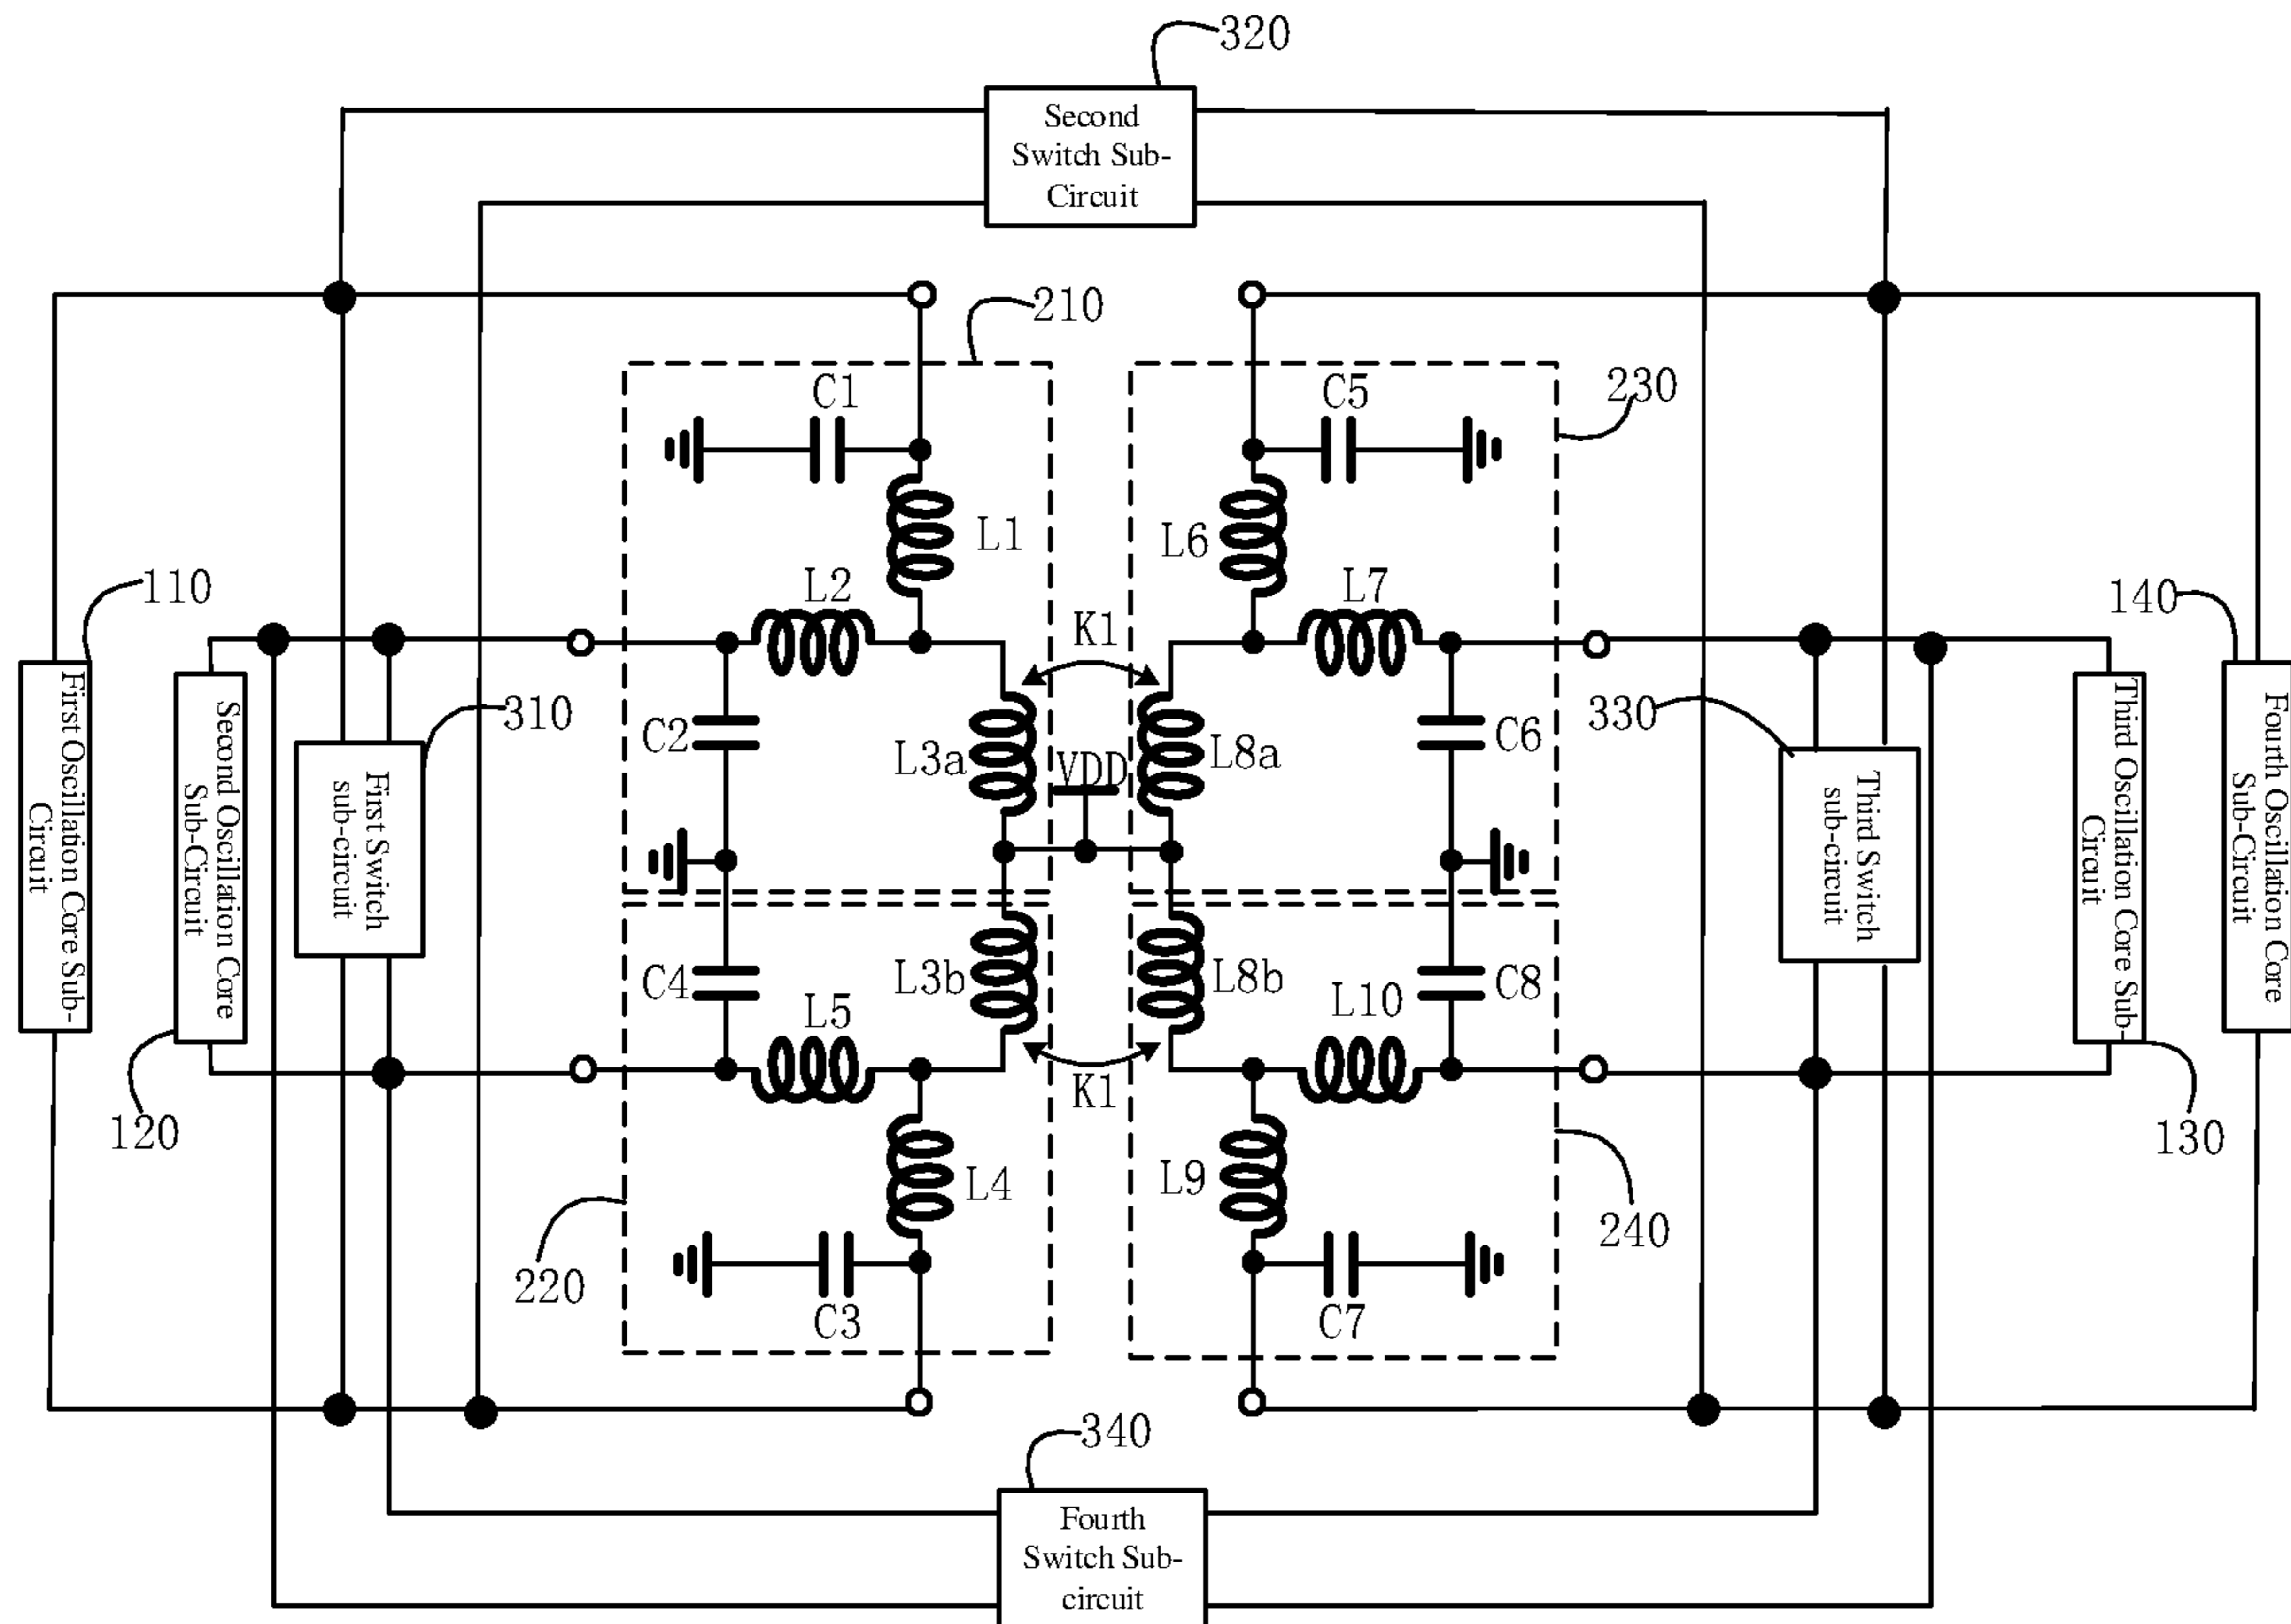 320
Second
Switch Sub-
Circuit
210
C1
C5
230
L1
L6
110
L2
K1
L7
140
First Oscillation Core Sub-
Circuit
Second Oscillation Core
Sub-Circuit
First Switch
sub-circuit
310
C2
L3a
VDD
L8a
C6
330
Third Switch
sub-circuit
Third Oscillation Core Sub-
Circuit
Fourth Oscillation Core
Sub-Circuit
C4
L3b
L8b
C8
L5
L10
K1
120
130
L4
L9
220
240
C3
C7
340
Fourth
Switch Sub-
circuit